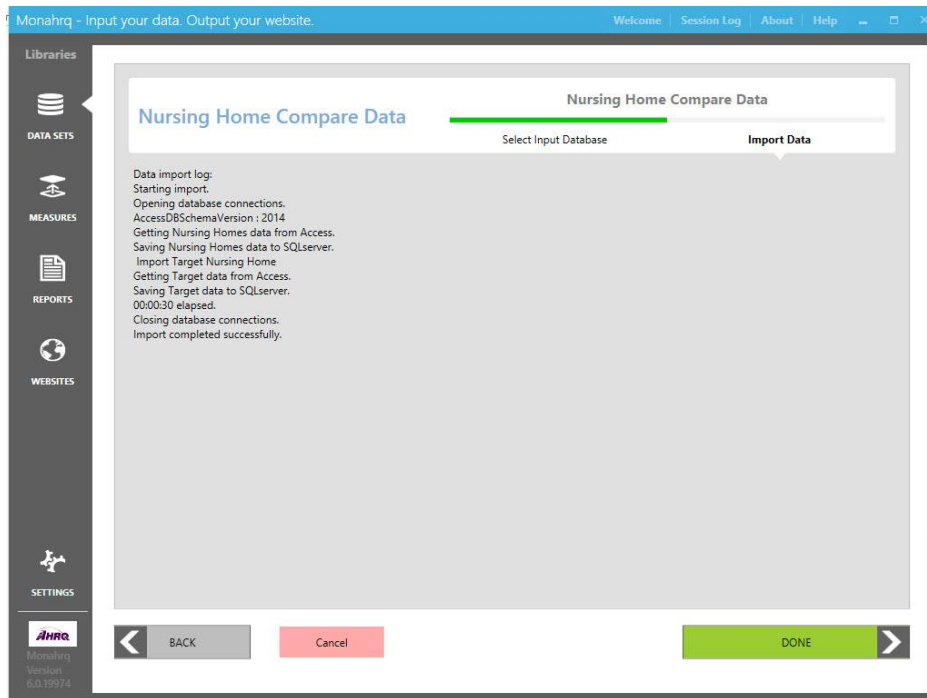 Monahrq - Input your data. Output your website.
Welcome | Session Log | About | Help
Libraries
DATA SETS
MEASURES
REPORTS
WEBSITES
SETTINGS
AHRQ
Monahrq
Version
6.0.19974
Nursing Home Compare Data
Nursing Home Compare Data
Select Input Database
Import Data
Data import log:
Starting import.
Opening database connections.
AccessDBSchemaVersion : 2014
Getting Nursing Homes data from Access.
Saving Nursing Homes data to SQLserver.
Import Target Nursing Home
Getting Target data from Access.
Saving Target data to SQLserver.
00:00:30 elapsed.
Closing database connections.
Import completed successfully.
BACK
Cancel
DONE